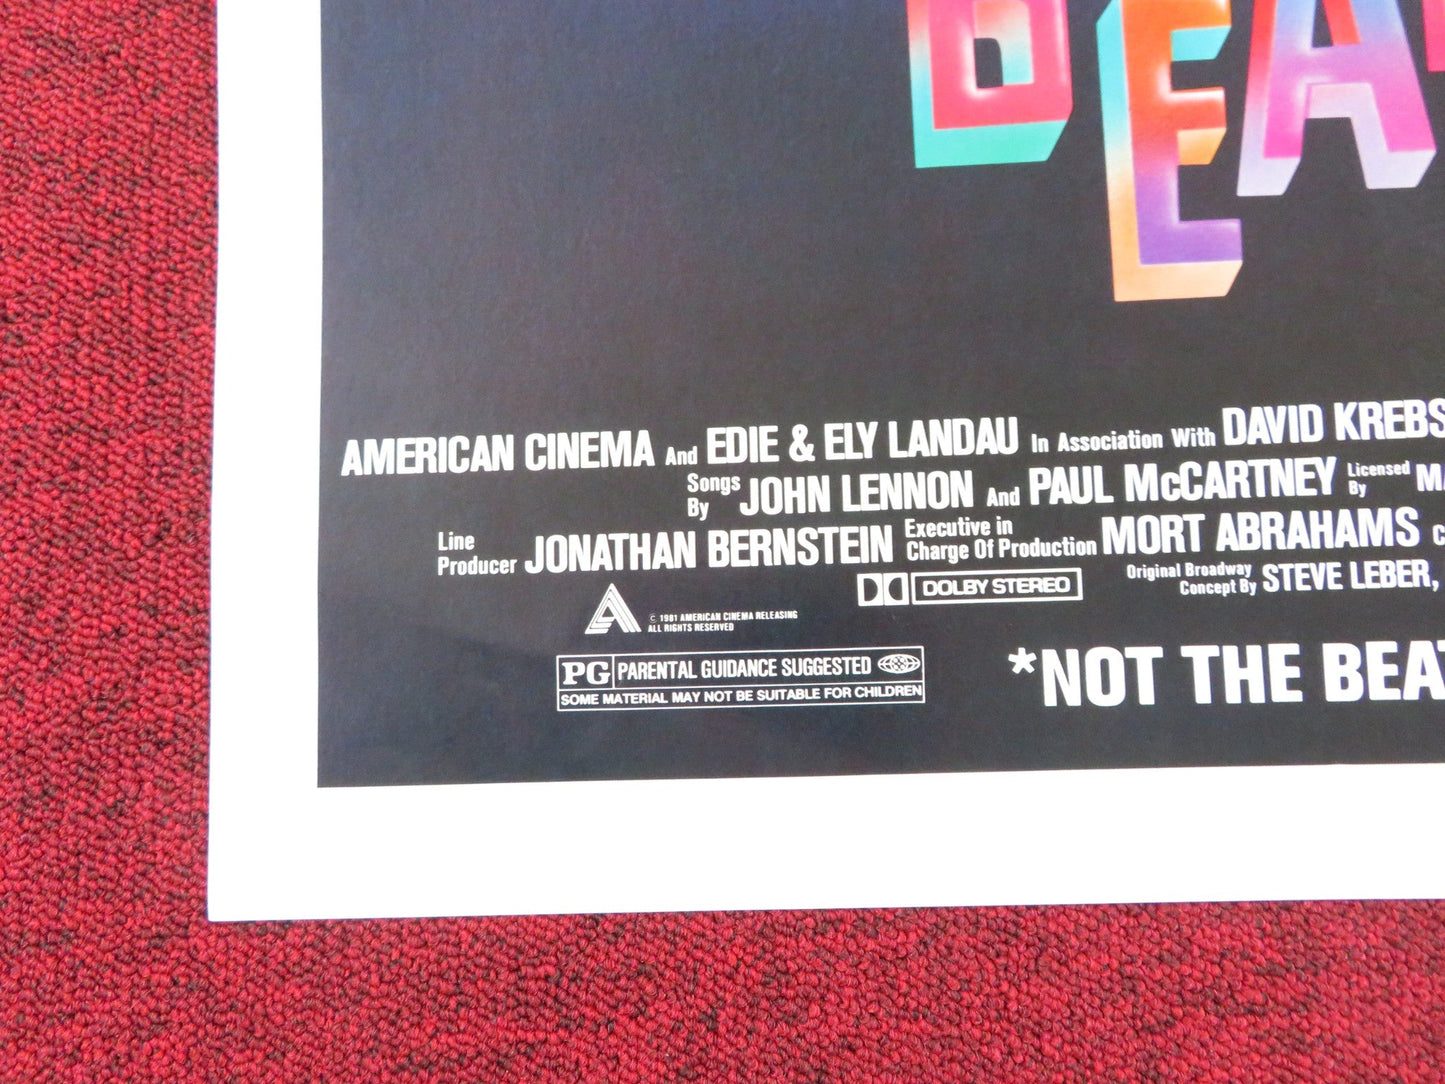 BEA
AMERICAN CINEMA And EDIE & ELY LANDAU In Association With DAVID KREBS
Songs By JOHN LENNON And PAUL McCARTNEY Licensed By MA
Line Producer JONATHAN BERNSTEIN Executive in Charge Of Production MORT ABRAHAMS C
DOLBY STEREO Original Broadway Concept By STEVE LEBER,
© 1981 AMERICAN CINEMA RELEASING
ALL RIGHTS RESERVED
PG PARENTAL GUIDANCE SUGGESTED
SOME MATERIAL MAY NOT BE SUITABLE FOR CHILDREN
*NOT THE BEAT